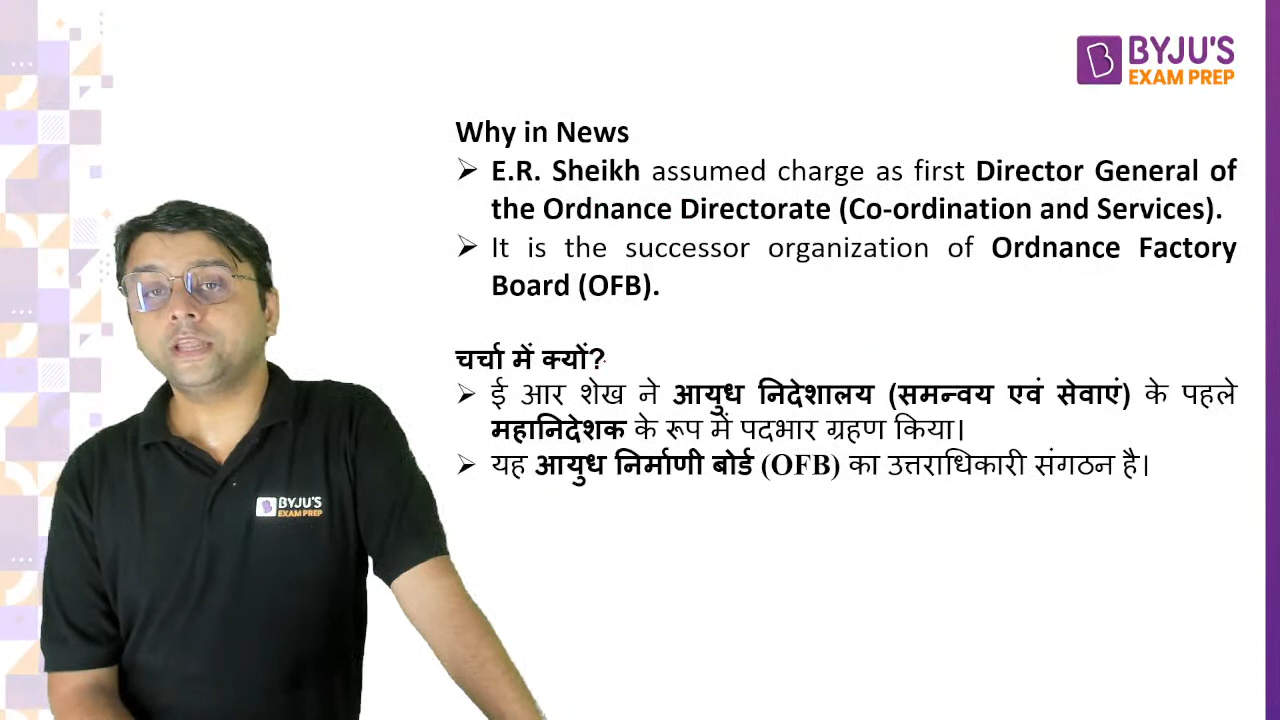 BYJU'S
EXAM PREP
Why in News
➢ E.R. Sheikh assumed charge as first Director General of
the Ordnance Directorate (Co-ordination and Services).
➢ It is the successor organization of Ordnance Factory
Board (OFB).
चर्चा में क्यों?
➢ ई आर शेख ने आयुध निदेशालय (समन्वय एवं सेवाएं) के पहले
महानिदेशक के रूप में पदभार ग्रहण किया।
➢ यह आयुध निर्माणी बोर्ड (OFB) का उत्तराधिकारी संगठन है।
BYJU'S
EXAM PREP